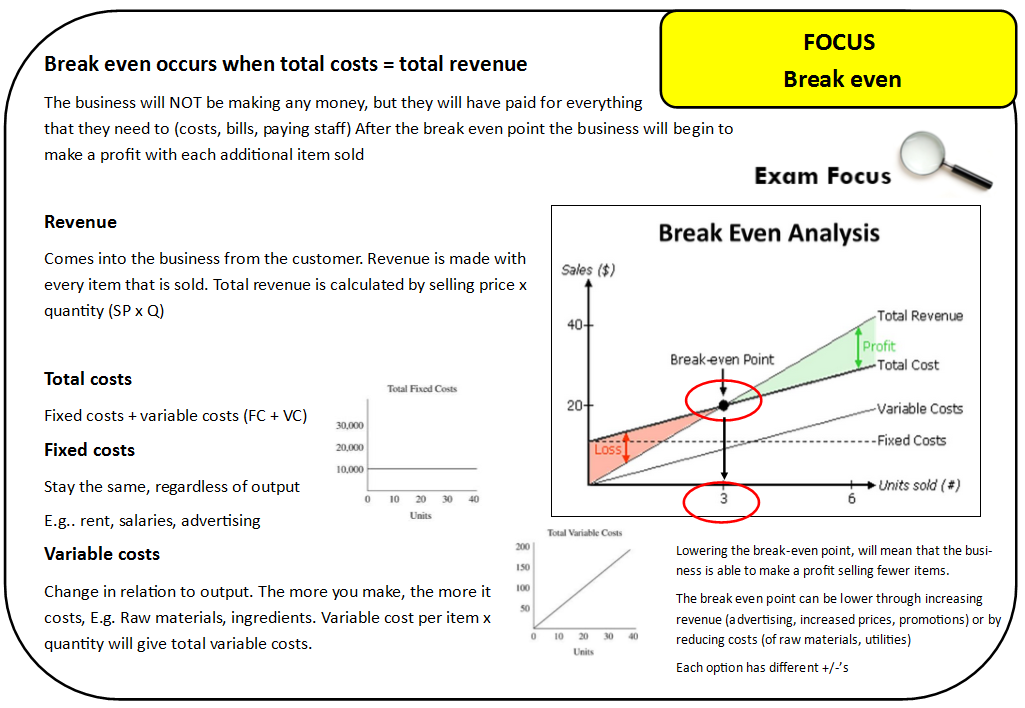 FOCUS
Break even
Break even occurs when total costs = total revenue
The business will NOT be making any money, but they will have paid for everything
that they need to (costs, bills, paying staff) After the break even point the business will begin to
make a profit with each additional item sold
Exam Focus
Revenue
Comes into the business from the customer. Revenue is made with
every item that is sold. Total revenue is calculated by selling price x
quantity (SP x Q)
Total costs
Fixed costs + variable costs (FC + VC)
Fixed costs
Stay the same, regardless of output
E.g.. rent, salaries, advertising
Variable costs
Change in relation to output. The more you make, the more it
costs, E.g. Raw materials, ingredients. Variable cost per item x
quantity will give total variable costs.
Total Fixed Costs
30,000
20,000
10,000
0 10 20 30 40
Units
Break Even Analysis
Sales ($)
40
20
Total Revenue
Profit
Break-even Point
Total Cost
Variable Costs
Fixed Costs
Loss
Units sold (#)
3 6
Total Variable Costs
200
150
100
50
0 10 20 30 40
Units
Lowering the break-even point, will mean that the busi-
ness is able to make a profit selling fewer items.
The break even point can be lower through increasing
revenue (advertising, increased prices, promotions) or by
reducing costs (of raw materials, utilities)
Each option has different +/-'s